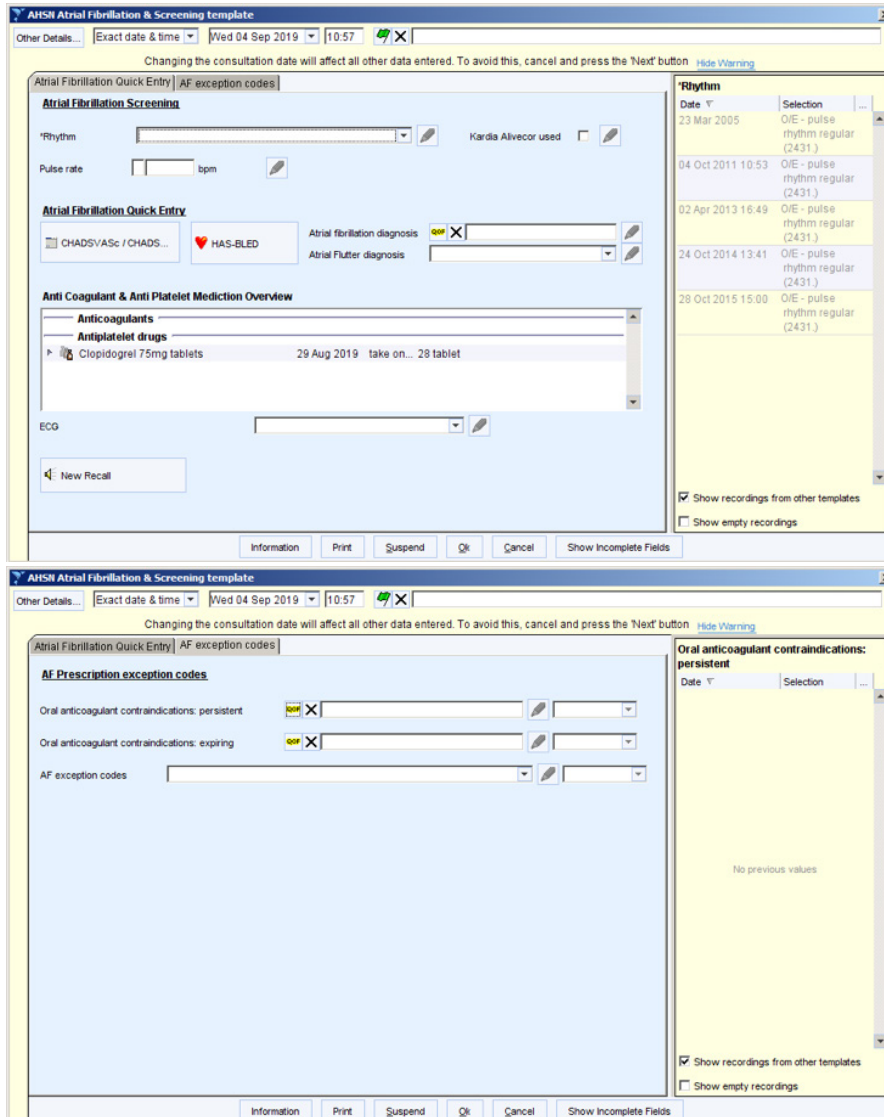 AHSN Atrial Fibrillation & Screening template
Other Details... Exact date & time Wed 04 Sep 2019 10:57
Changing the consultation date will affect all other data entered. To avoid this, cancel and press the 'Next' button Hide Warning
Atrial Fibrillation Quick Entry AF exception codes
Atrial Fibrillation Screening
*Rhythm Kardia Alivecor used
Pulse rate bpm
Atrial Fibrillation Quick Entry
CHADSVASc / CHADS... HAS-BLED Atrial fibrillation diagnosis QOF
Atrial Flutter diagnosis
Anti Coagulant & Anti Platelet Mediction Overview
Anticoagulants
Antiplatelet drugs
Clopidogrel 75mg tablets 29 Aug 2019 take on... 28 tablet
ECG
New Recall
*Rhythm
Date Selection ...
23 Mar 2005 O/E - pulse
rhythm regular
(2431.)
04 Oct 2011 10:53 O/E - pulse
rhythm regular
(2431.)
02 Apr 2013 16:49 O/E - pulse
rhythm regular
(2431.)
24 Oct 2014 13:41 O/E - pulse
rhythm regular
(2431.)
28 Oct 2015 15:00 O/E - pulse
rhythm regular
(2431.)
Show recordings from other templates
Show empty recordings
Information Print Suspend Ok Cancel Show Incomplete Fields
AHSN Atrial Fibrillation & Screening template
Other Details... Exact date & time Wed 04 Sep 2019 10:57
Changing the consultation date will affect all other data entered. To avoid this, cancel and press the 'Next' button Hide Warning
Atrial Fibrillation Quick Entry AF exception codes
AF Prescription exception codes
Oral anticoagulant contraindications: persistent QOF
Oral anticoagulant contraindications: expiring QOF
AF exception codes
Oral anticoagulant contraindications:
persistent
Date Selection ...
No previous values
Show recordings from other templates
Show empty recordings
Information Print Suspend Ok Cancel Show Incomplete Fields